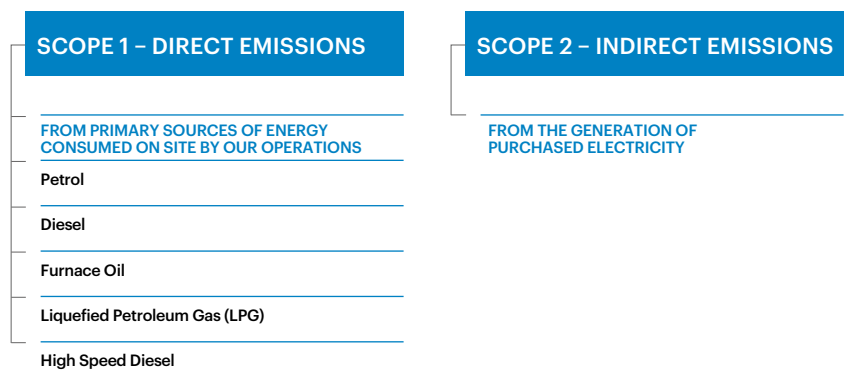 SCOPE 1 – DIRECT EMISSIONS
FROM PRIMARY SOURCES OF ENERGY
CONSUMED ON SITE BY OUR OPERATIONS
Petrol
Diesel
Furnace Oil
Liquefied Petroleum Gas (LPG)
High Speed Diesel
SCOPE 2 – INDIRECT EMISSIONS
FROM THE GENERATION OF
PURCHASED ELECTRICITY